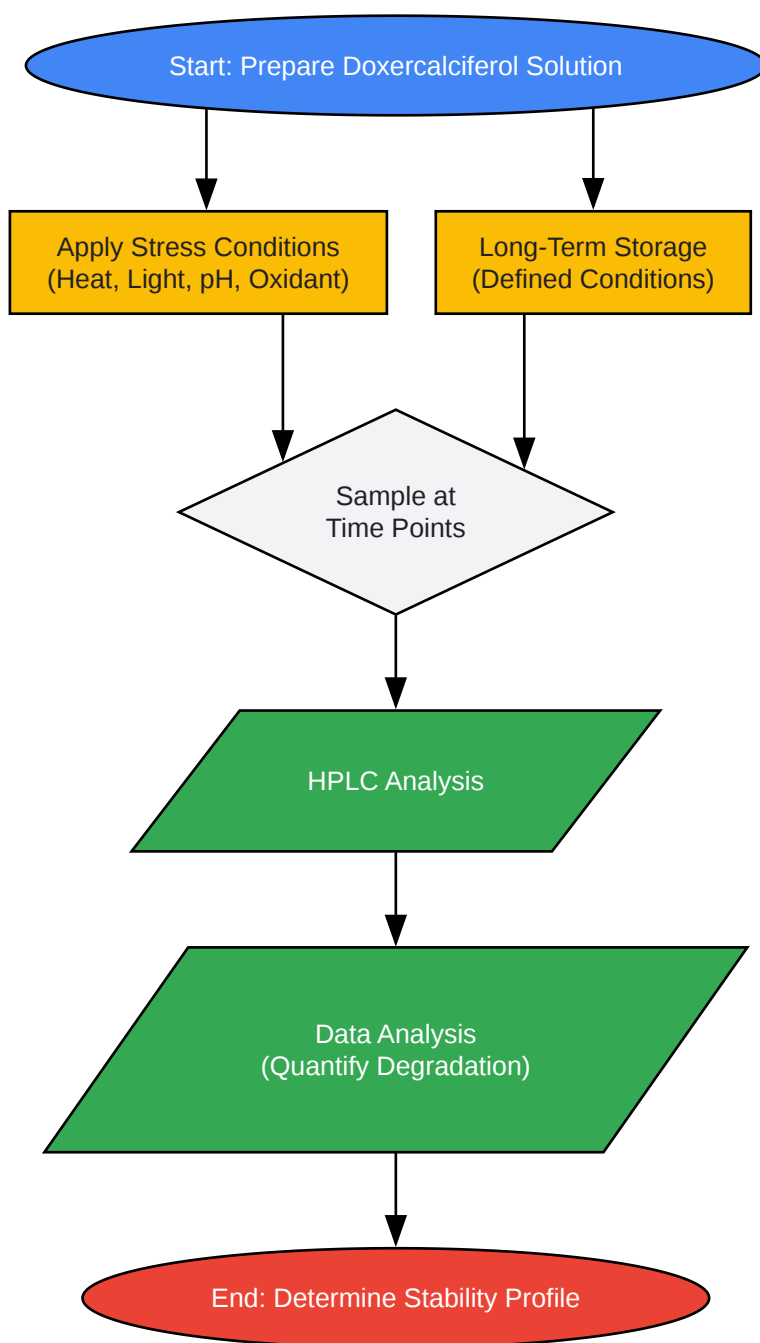 Start: Prepare Doxercalciferol Solution
Apply Stress Conditions
(Heat, Light, pH, Oxidant)
Long-Term Storage
(Defined Conditions)
Sample at
Time Points
HPLC Analysis
Data Analysis
(Quantify Degradation)
End: Determine Stability Profile